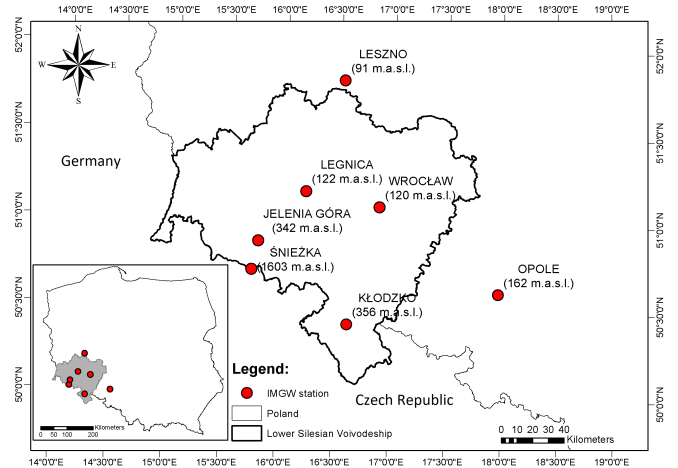 14°0'0"E 14°30'0"E 15°0'0"E 15°30'0"E 16°0'0"E 16°30'0"E 17°0'0"E 17°30'0"E 18°0'0"E 18°30'0"E 19°0'0"E
52°0'0"N
51°30'0"N
51°0'0"N
50°30'0"N
50°0'0"N
52°0'0"N
51°30'0"N
51°0'0"N
50°30'0"N
50°0'0"N
N
W E
S
LESZNO
(91 m.a.s.l.)
Germany
LEGNICA
(122 m.a.s.l.)
WROCŁAW
(120 m.a.s.l.)
JELENIA GÓRA
(342 m.a.s.l.)
ŚNIEŻKA
(1603 m.a.s.l.)
OPOLE
(162 m.a.s.l.)
KŁODZKO
(356 m.a.s.l.)
Legend:
IMGW station
Poland
Lower Silesian Voivodeship
Czech Republic
Kilometers
0 50 100 200
Kilometers
0 10 20 30 40
14°0'0"E 14°30'0"E 15°0'0"E 15°30'0"E 16°0'0"E 16°30'0"E 17°0'0"E 17°30'0"E 18°0'0"E 18°30'0"E 19°0'0"E